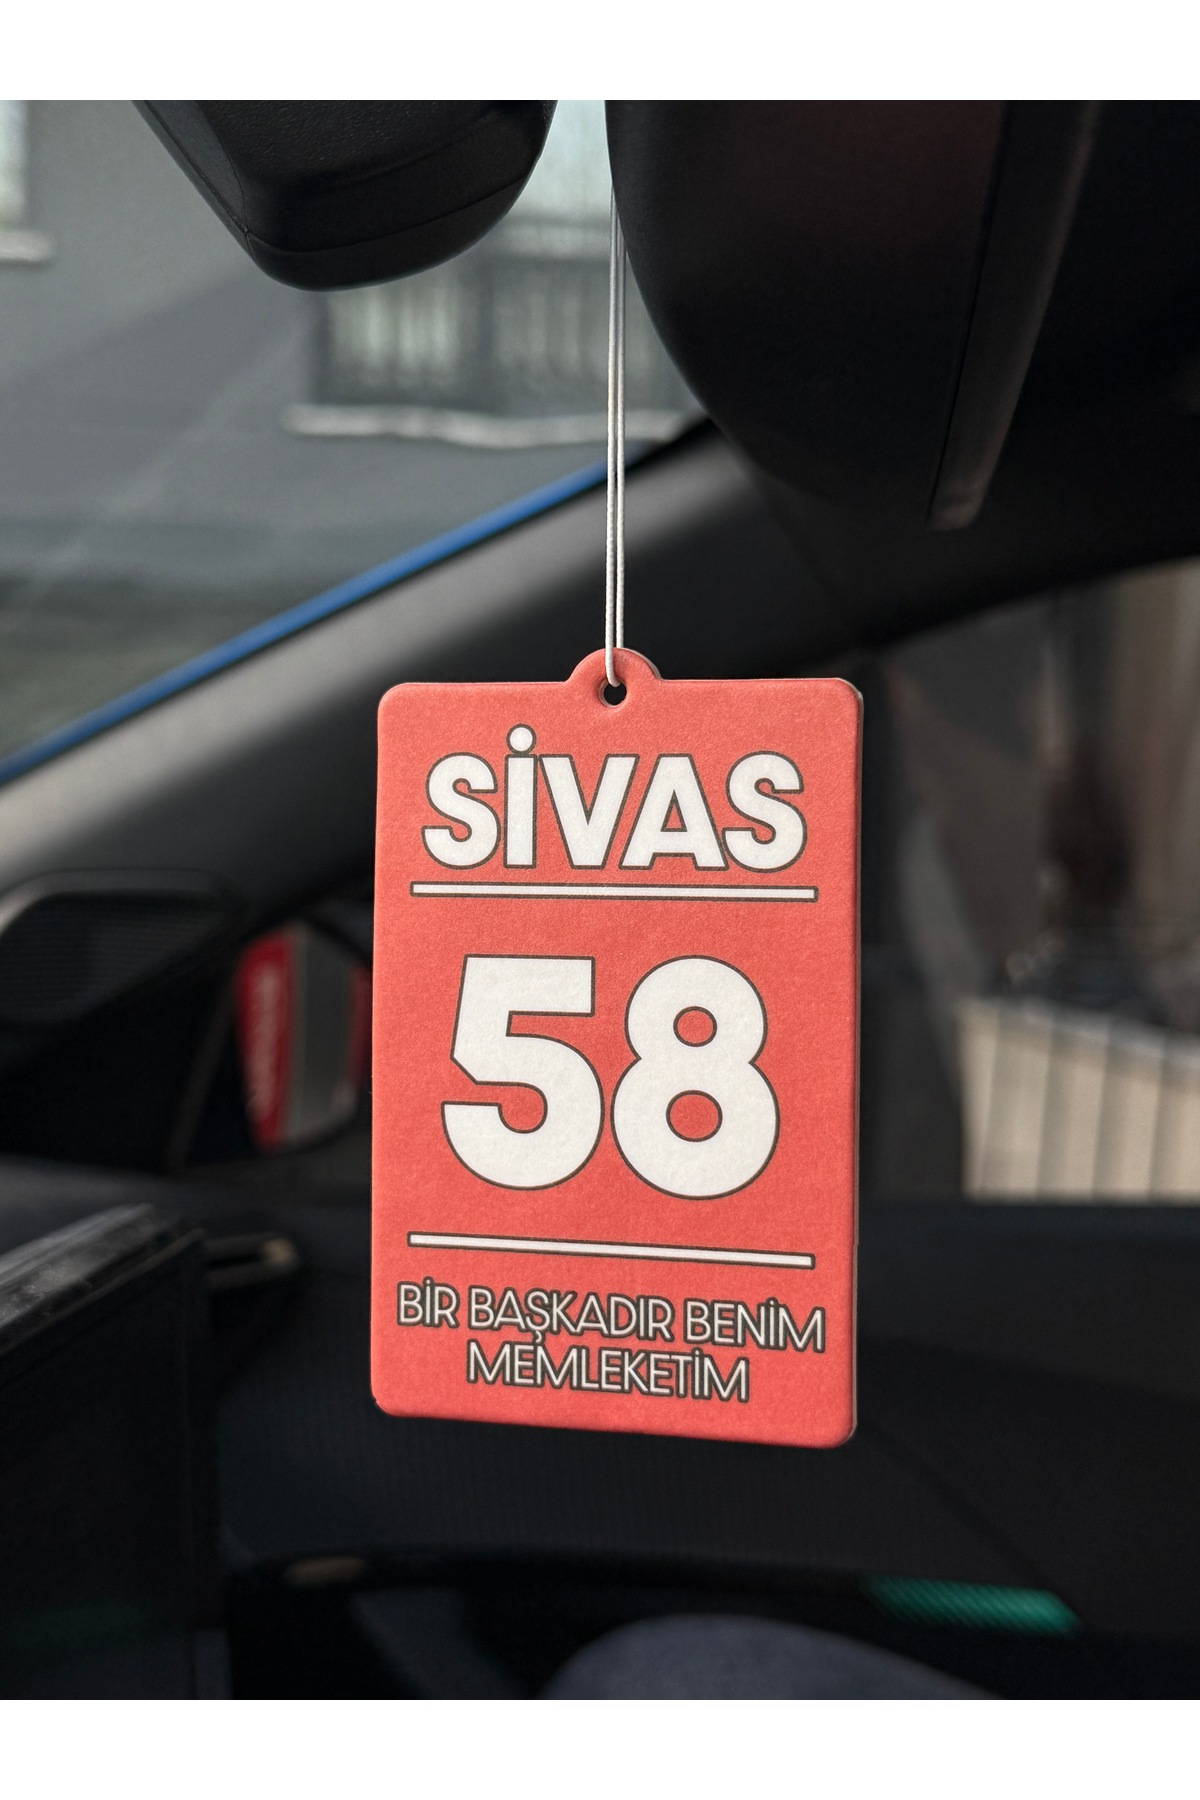 SİVAS
58
BİR BAŞKADIR BENİM
MEMLEKETİM